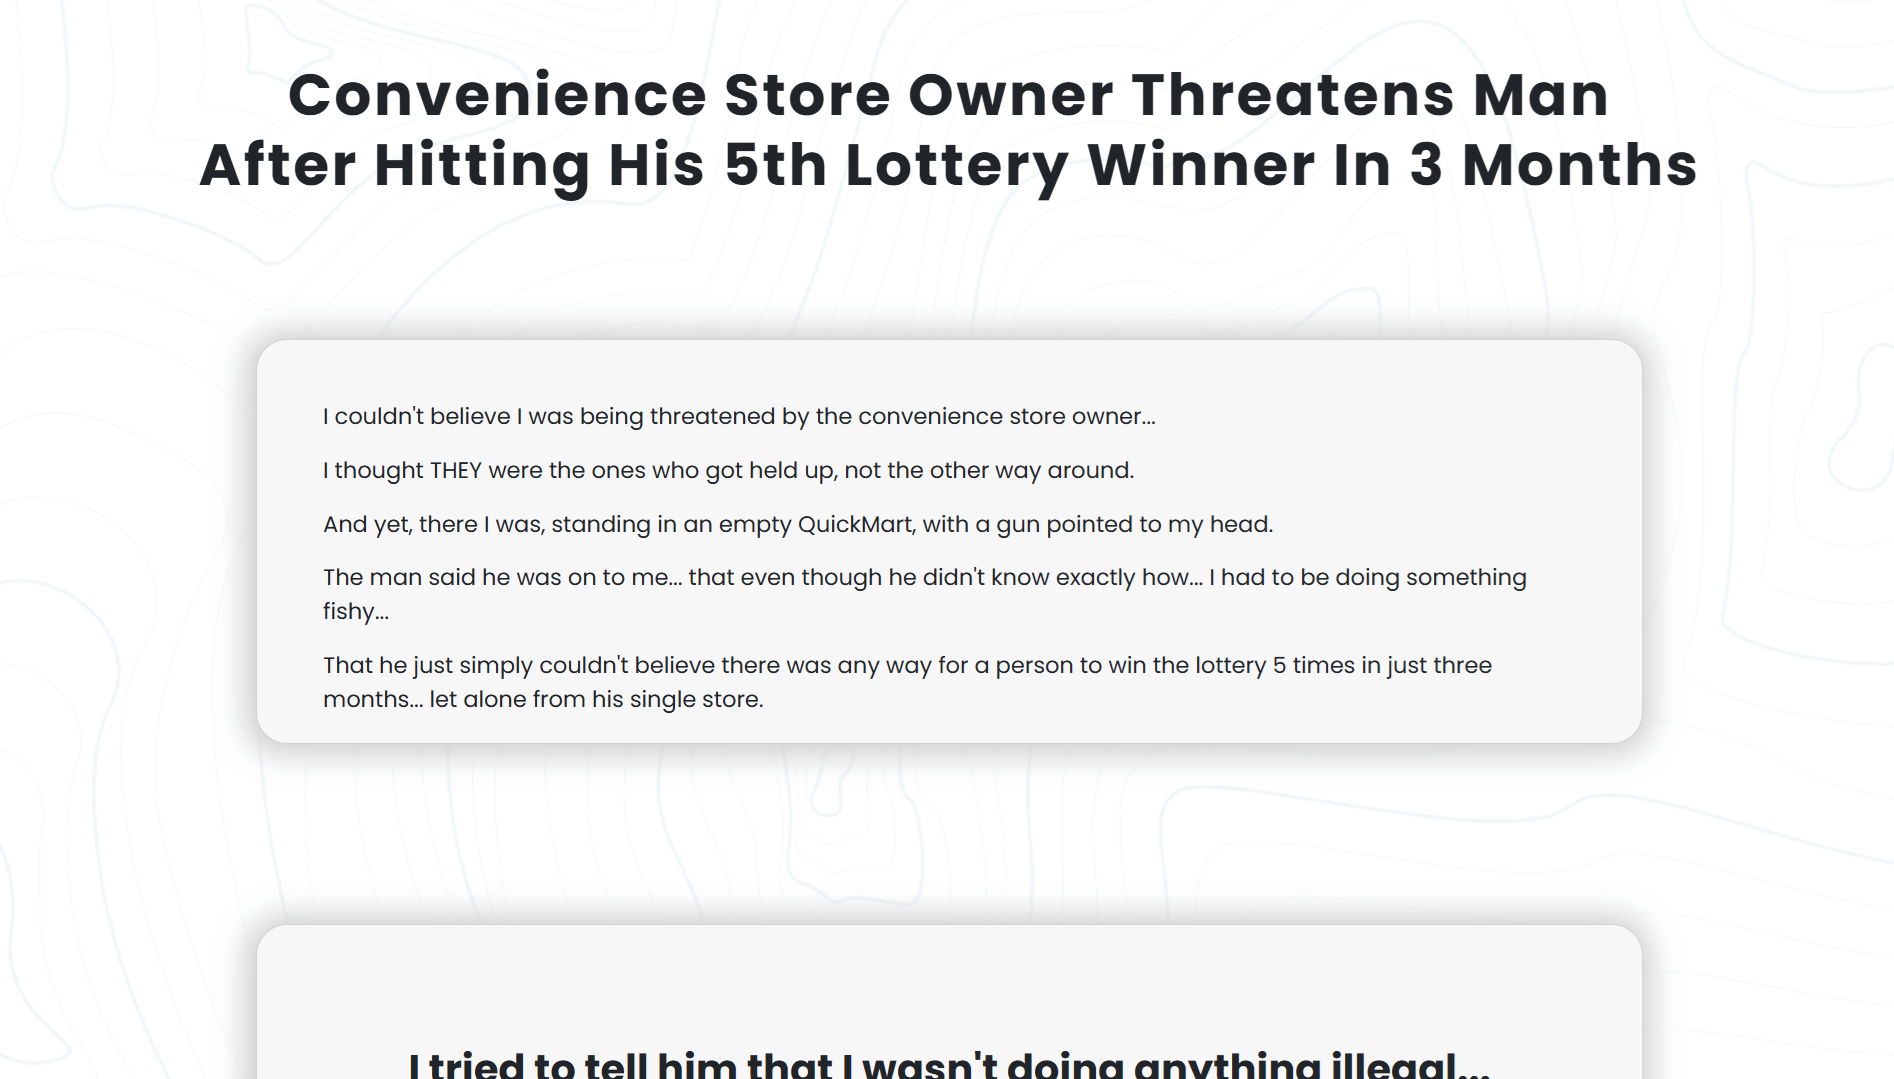 Convenience Store Owner Threatens Man
After Hitting His 5th Lottery Winner In 3 Months
I couldn't believe I was being threatened by the convenience store owner...
I thought THEY were the ones who got held up, not the other way around.
And yet, there I was, standing in an empty QuickMart, with a gun pointed to my head.
The man said he was on to me... that even though he didn't know exactly how... I had to be doing something
fishy...
That he just simply couldn't believe there was any way for a person to win the lottery 5 times in just three
months... let alone from his single store.
I tried to tell him that I wasn't doing anything illegal...